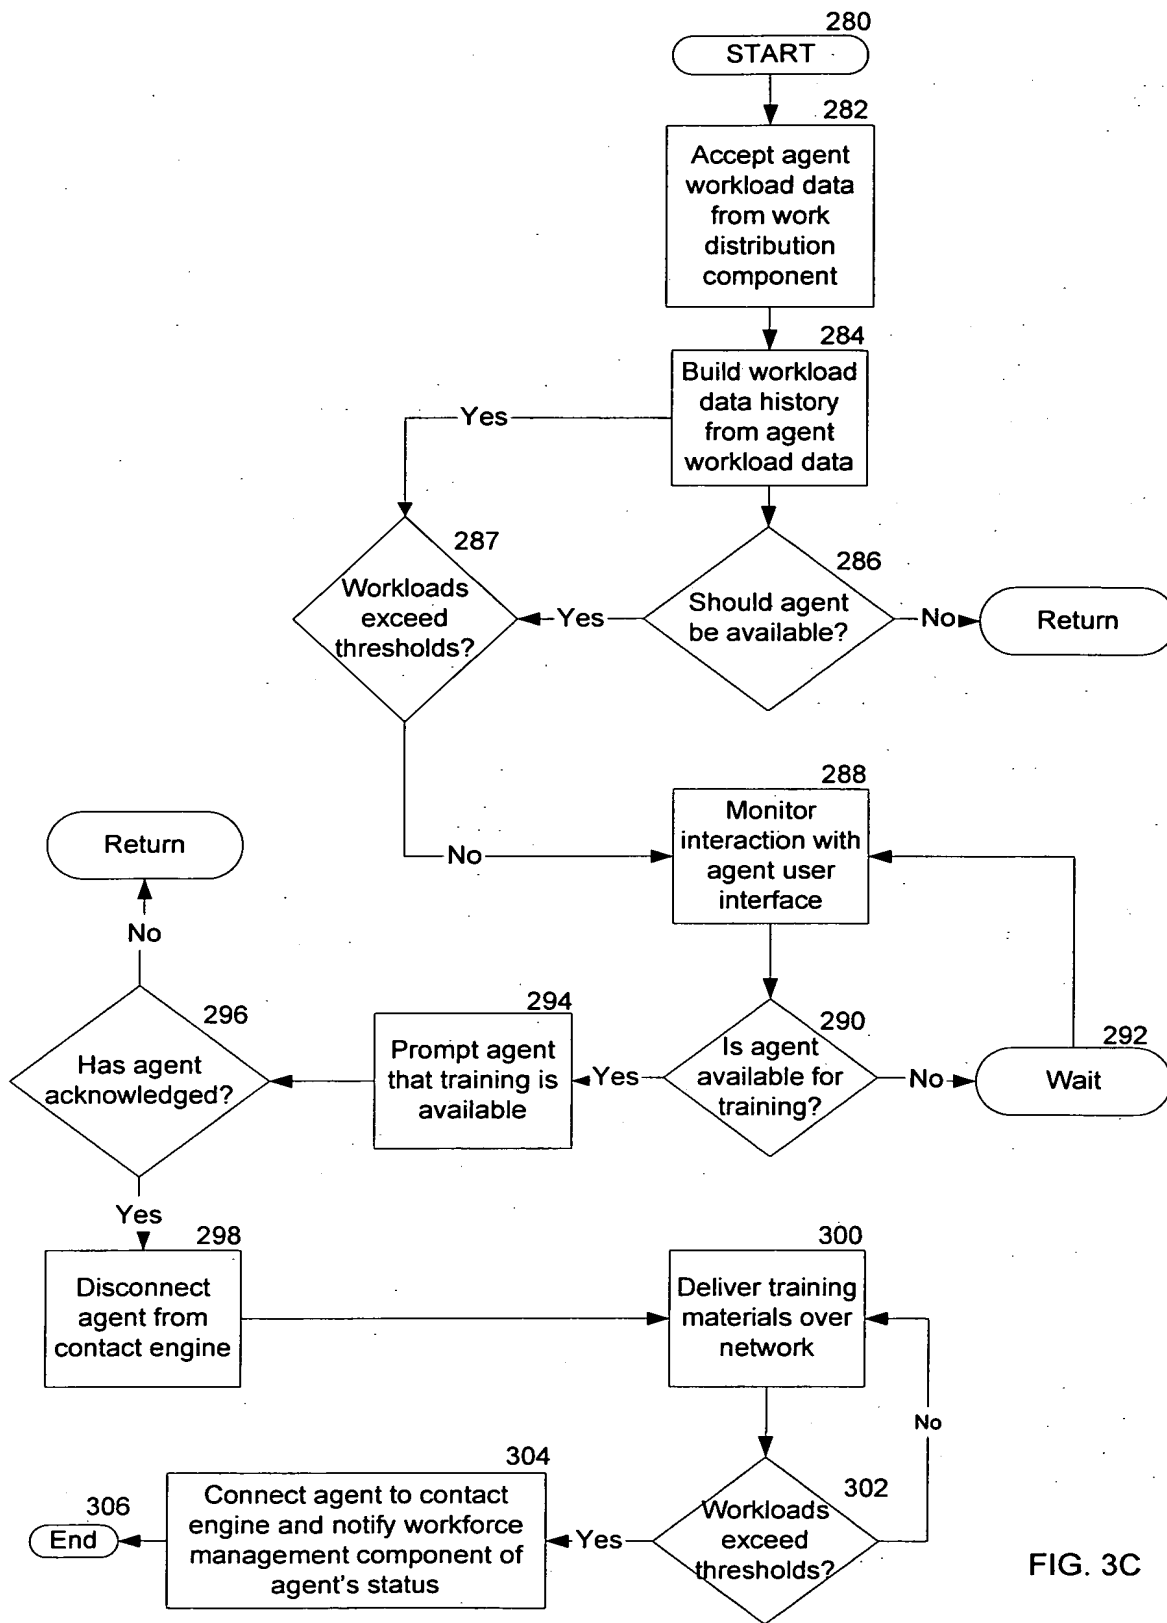 280
START
282
Accept agent
workload data
from work
distribution
component
284
Build workload
data history
from agent
workload data
Yes
287
Workloads
exceed
thresholds?
Yes
286
Should agent
be available?
No
Return
288
Monitor
interaction with
agent user
interface
No
Return
No
296
Has agent
acknowledged?
294
Prompt agent
that training is
available
Yes
290
Is agent
available for
training?
No
292
Wait
Yes
298
Disconnect
agent from
contact engine
300
Deliver training
materials over
network
No
302
Workloads
exceed
thresholds?
Yes
304
Connect agent to contact
engine and notify workforce
management component of
agent's status
306
End
FIG. 3C